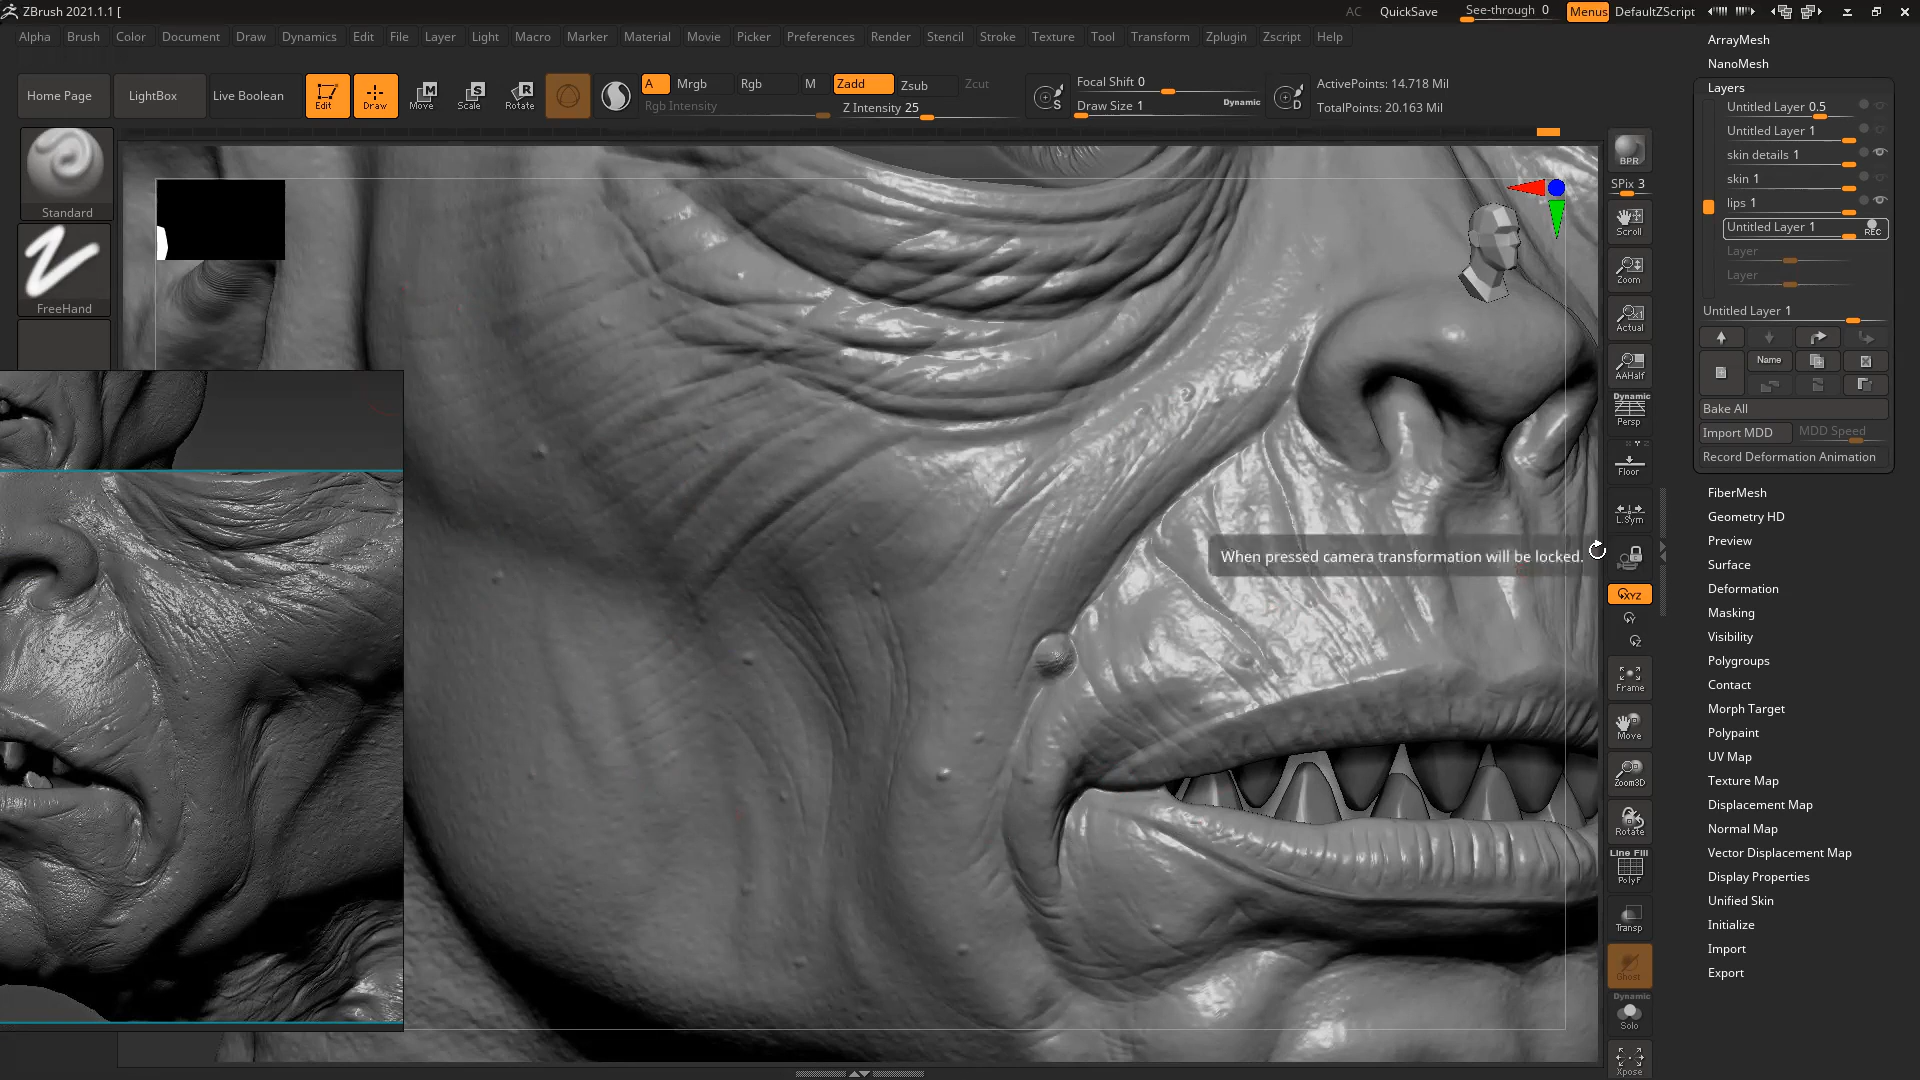 ZBrush 2021.1.1 [
AC QuickSave See-through 0 Menus DefaultZScript
Alpha Brush Color Document Draw Dynamics Edit File Layer Light Macro Marker Material Movie Picker Preferences Render Stencil Stroke Texture Tool Transform Zplugin Zscript Help
Home Page LightBox Live Boolean Edit Draw Move Scale Rotate
M S R
A Mrgb Rgb M Zadd Zsub Zcut
Rgb Intensity Z Intensity 25
S Focal Shift 0
Draw Size 1 Dynamic
D ActivePoints: 14.718 Mil
TotalPoints: 20.163 Mil
Standard
FreeHand
When pressed camera transformation will be locked.
BPR
SPix 3
Scroll
Zoom
Actual
AAHalf
Dynamic
Persp
Floor
L.Sym
XYZ
Y
Z
Frame
Move
Zoom3D
Rotate
Line Fill
PolyF
Transp
Ghost
Dynamic
Solo
Xpose
ArrayMesh
NanoMesh
Layers
Untitled Layer 0.5
Untitled Layer 1
skin details 1
skin 1
lips 1
Untitled Layer 1 REC
Layer
Layer
Untitled Layer 1
Name
Bake All
Import MDD MDD Speed
Record Deformation Animation
FiberMesh
Geometry HD
Preview
Surface
Deformation
Masking
Visibility
Polygroups
Contact
Morph Target
Polypaint
UV Map
Texture Map
Displacement Map
Normal Map
Vector Displacement Map
Display Properties
Unified Skin
Initialize
Import
Export